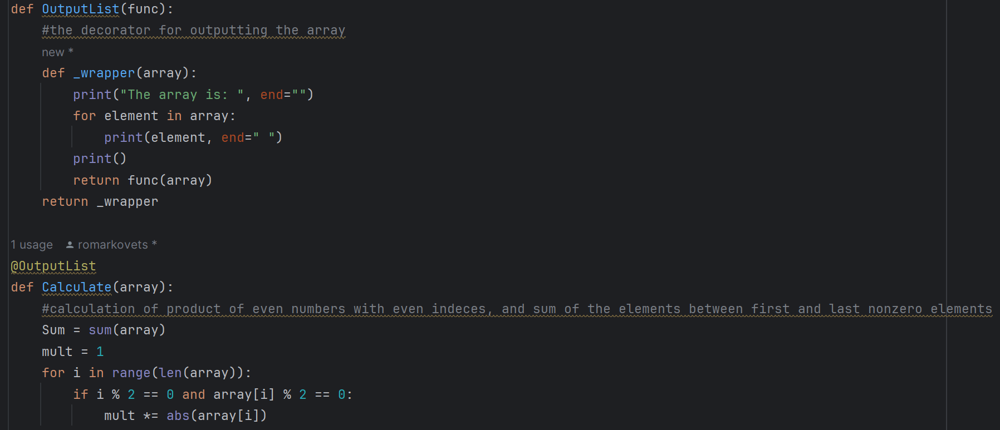 def OutputList(func):
    #the decorator for outputting the array
    new *
    def _wrapper(array):
        print("The array is: ", end="")
        for element in array:
            print(element, end=" ")
        print()
        return func(array)
    return _wrapper
1 usage romarkovets *
@OutputList
def Calculate(array):
    #calculation of product of even numbers with even indeces, and sum of the elements between first and last nonzero elements
    Sum = sum(array)
    mult = 1
    for i in range(len(array)):
        if i % 2 == 0 and array[i] % 2 == 0:
            mult *= abs(array[i])